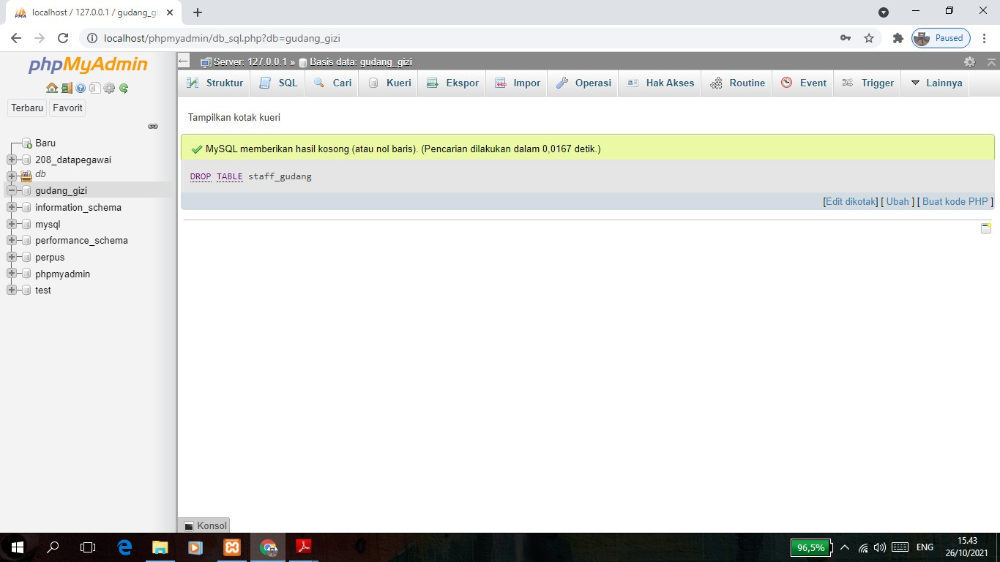 localhost / 127.0.0.1 / gudang_gi
localhost/phpmyadmin/db_sql.php?db=gudang_gizi
Paused
phpMyAdmin
Terbaru Favorit
Baru
208_datapegawai
db
gudang_gizi
information_schema
mysql
performance_schema
perpus
phpmyadmin
test
Server: 127.0.0.1 » Basis data: gudang_gizi
Struktur SQL Cari Kueri Ekspor Impor Operasi Hak Akses Routine Event Trigger Lainnya
Tampilkan kotak kueri
MySQL memberikan hasil kosong (atau nol baris). (Pencarian dilakukan dalam 0,0167 detik.)
DROP TABLE staff_gudang
[Edit dikotak] [ Ubah ] [ Buat kode PHP ]
Konsol
96,5%
ENG
15.43
26/10/2021